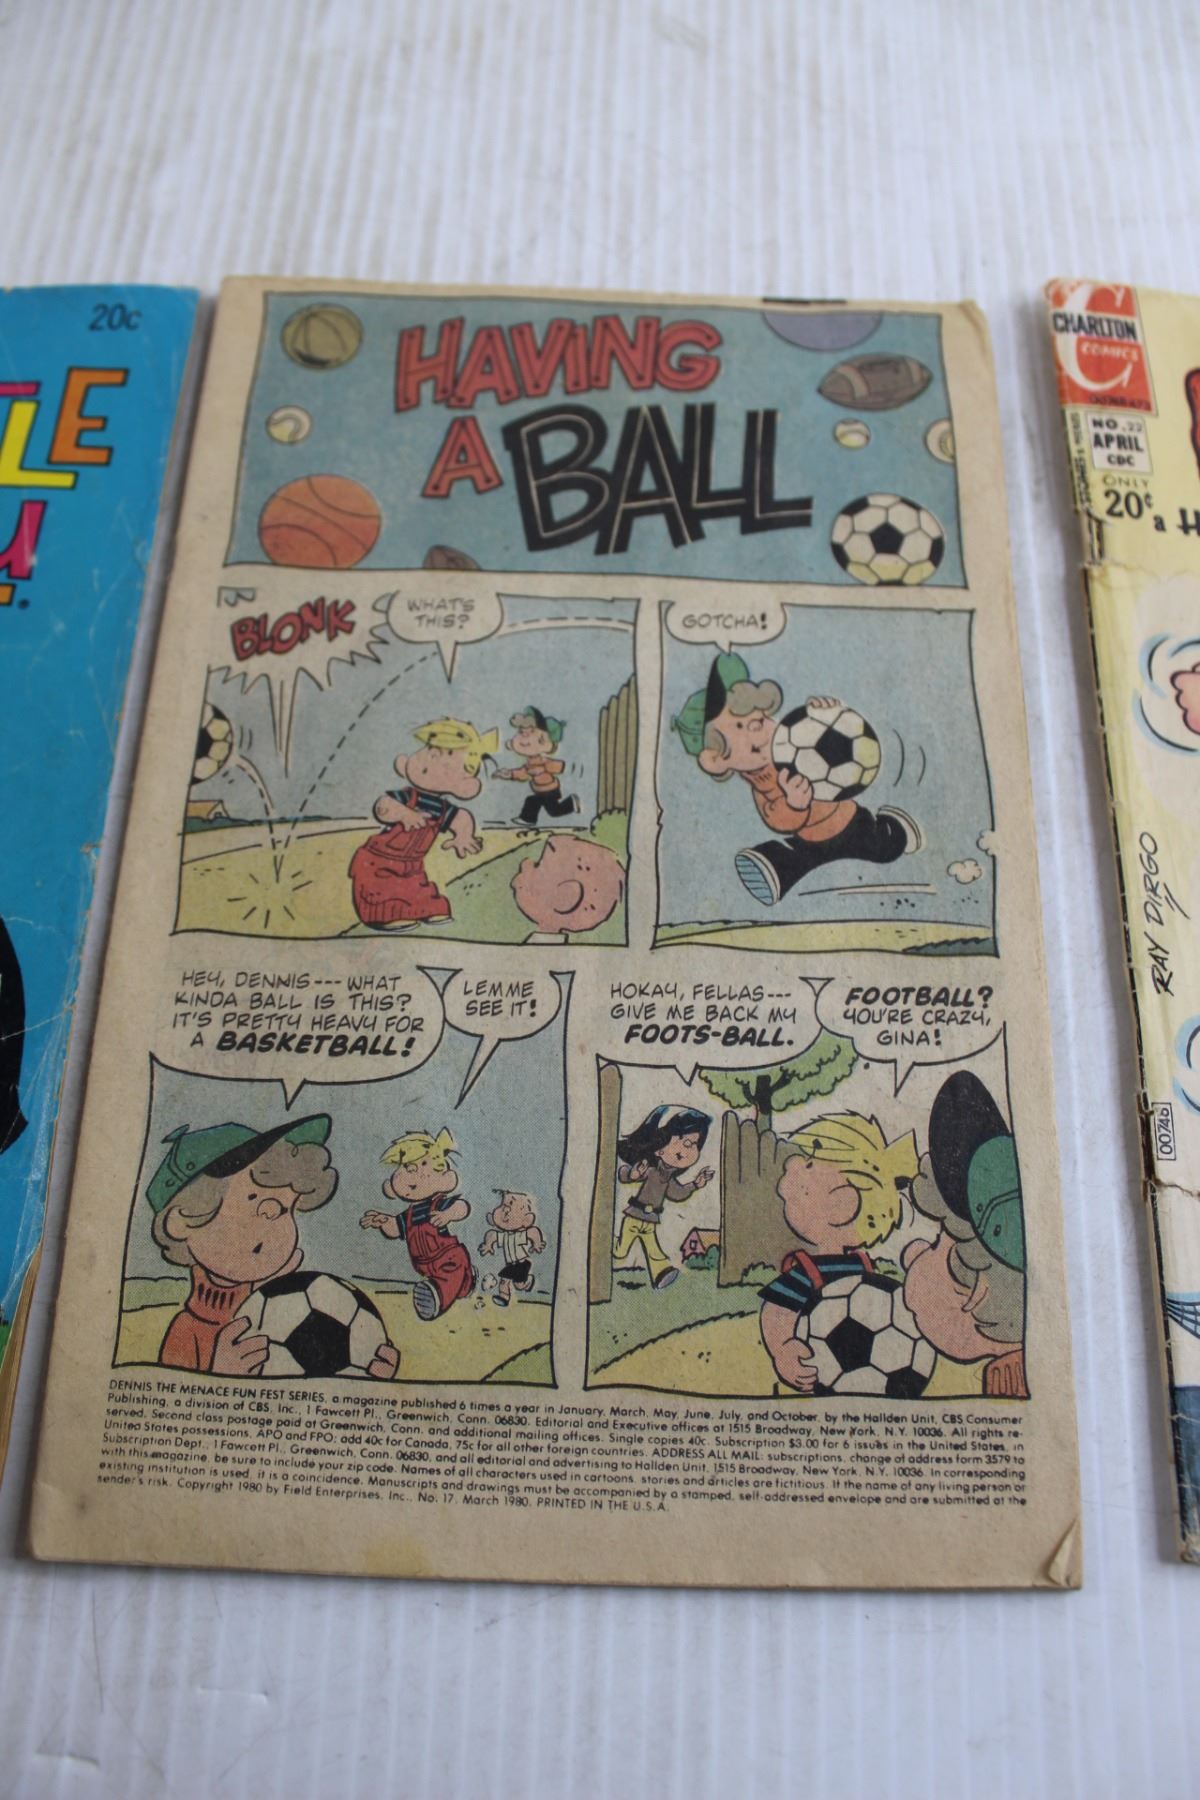 20¢
LE
u
HAVING
A BALL
BLONK
WHAT'S
THIS?
GOTCHA!
HEY, DENNIS--- WHAT
KINDA BALL IS THIS?
IT'S PRETTY HEAVY FOR
A BASKETBALL!
LEMME
SEE IT!
HOKAY, FELLAS---
GIVE ME BACK MY
FOOTS-BALL.
FOOTBALL?
YOU'RE CRAZY,
GINA!
DENNIS THE MENACE FUN FEST SERIES, a magazine published 6 times a year in January, March, May, June, July, and October, by the Hallden Unit, CBS Consumer
Publishing, a division of CBS, Inc., 1 Fawcett Pl., Greenwich, Conn. 06830. Editorial and Executive offices at 1515 Broadway, New York, N.Y. 10036. All rights re-
served. Second class postage paid at Greenwich, Conn. and additional mailing offices. Single copies 40¢. Subscription $3.00 for 6 issues in the United States, in
United States possessions, APO and FPO; add 40¢ for Canada, 75¢ for all other foreign countries. ADDRESS ALL MAIL: subscriptions, change of address form 3579 to
Subscription Dept., 1 Fawcett Pl., Greenwich, Conn. 06830, and all editorial and advertising to Hallden Unit, 1515 Broadway, New York, N.Y. 10036. In corresponding
with this magazine, be sure to include your zip code. Names of all characters used in cartoons, stories and articles are fictitious. If the name of any living person or
existing institution is used, it is a coincidence. Manuscripts and drawings must be accompanied by a stamped, self-addressed envelope and are submitted at the
sender's risk. Copyright 1980 by Field Enterprises, Inc., No. 17, March 1980. PRINTED IN THE U.S.A.
CHARLTON
COMICS
NO. 22
APRIL
CDC
ONLY
20¢
a H
RAY DIRGO
00746